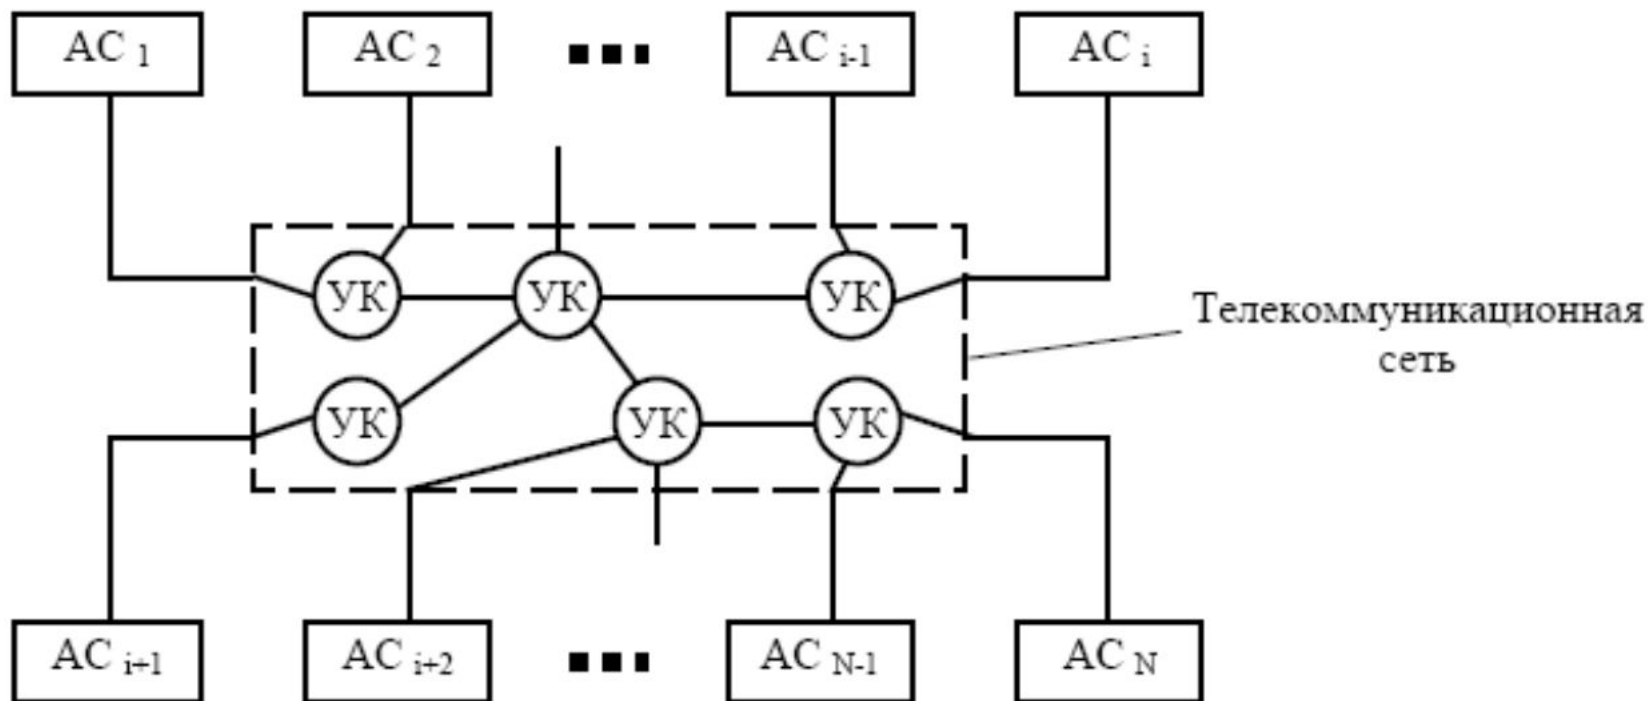 АС 1
АС 2
АС i-1
АС i
УК
УК
УК
Телекоммуникационная
сеть
УК
УК
УК
АС i+1
АС i+2
АС N-1
АС N